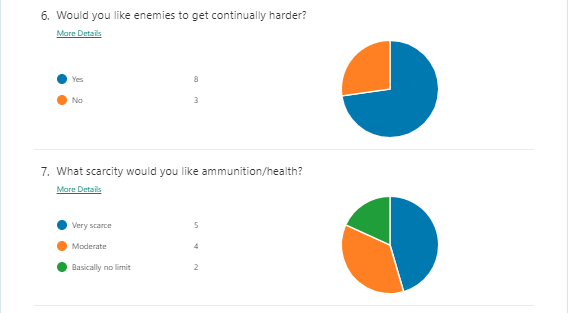 6. Would you like enemies to get continually harder?
More Details
Yes 8
No 3
7. What scarcity would you like ammunition/health?
More Details
Very scarce 5
Moderate 4
Basically no limit 2